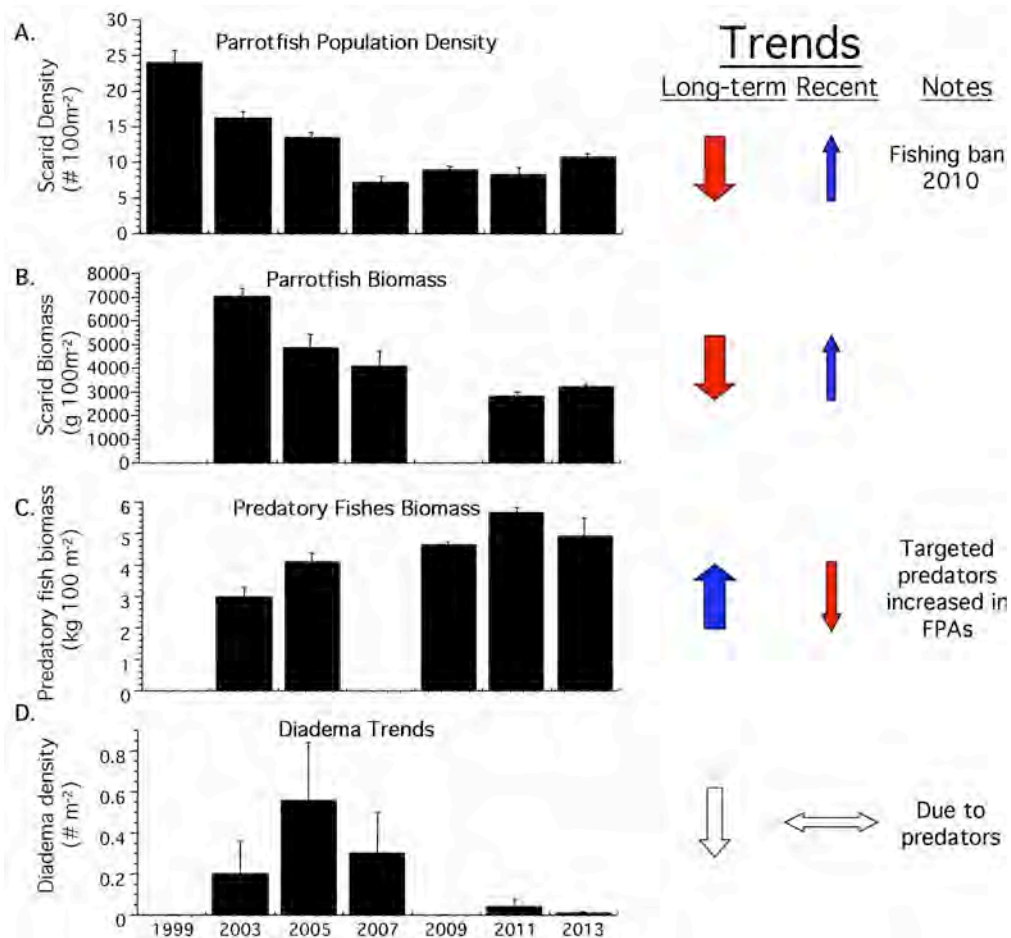 A.
Parrotfish Population Density
Scarid Density
(# 100m⁻²)
30
25
20
15
10
5
0
Trends
Long-term Recent Notes
Fishing ban
2010
B.
Parrotfish Biomass
Scarid Biomass
(g 100m⁻²)
8000
7000
6000
5000
4000
3000
2000
1000
0
C.
Predatory Fishes Biomass
Predatory fish biomass
(kg 100 m⁻²)
6
5
4
3
2
1
0
Targeted
predators
increased in
FPAs
D.
Diadema Trends
Diadema density
(# m⁻²)
0.8
0.6
0.4
0.2
0
1999 2003 2005 2007 2009 2011 2013
Due to
predators